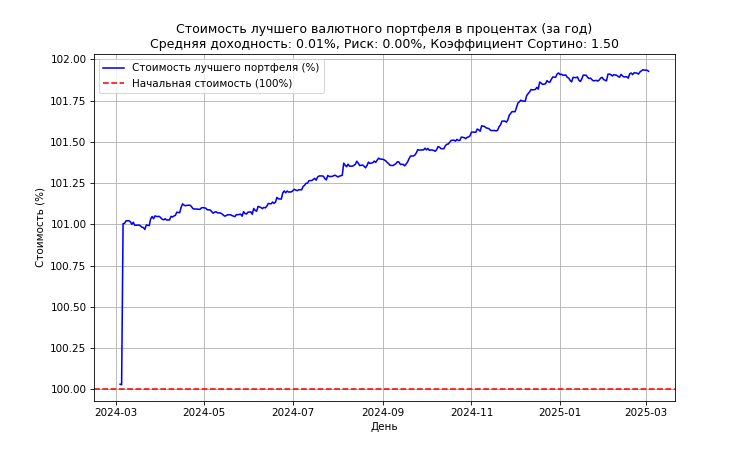 Стоимость лучшего валютного портфеля в процентах (за год)
Средняя доходность: 0.01%, Риск: 0.00%, Коэффициент Сортино: 1.50
Стоимость лучшего портфеля (%)
Начальная стоимость (100%)
Стоимость (%)
102.00
101.75
101.50
101.25
101.00
100.75
100.50
100.25
100.00
2024-03
2024-05
2024-07
2024-09
2024-11
2025-01
2025-03
День